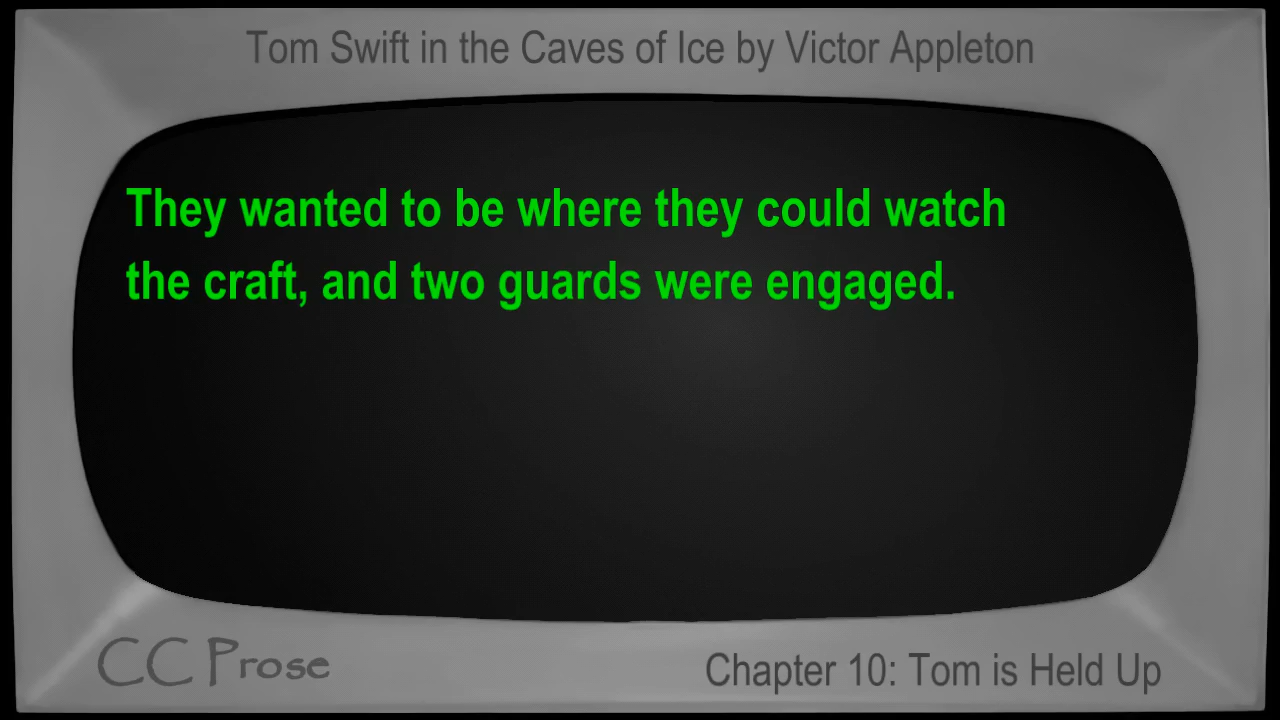 Tom Swift in the Caves of Ice by Victor Appleton
They wanted to be where they could watch
the craft, and two guards were engaged.
CC Prose
Chapter 10: Tom is Held Up